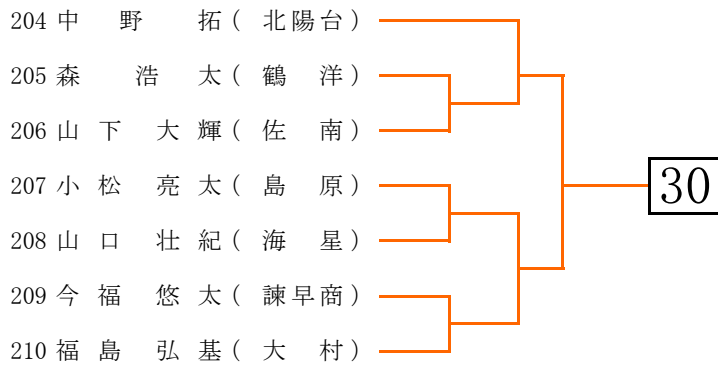 204 中野拓(北陽台)
205 森浩太(鶴洋)
206 山下大輝(佐南)
207 小松亮太(島原)
208 山口壮紀(海星)
209 今福悠太(諫早商)
210 福島弘基(大村)
30